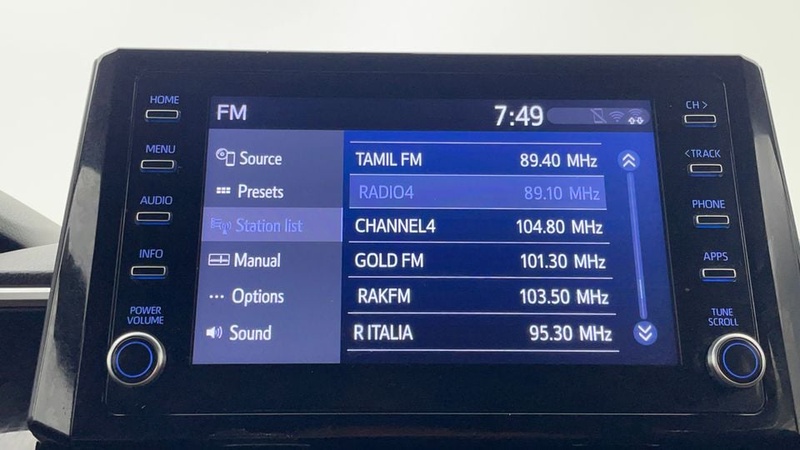 FM 7:49
HOME
MENU
AUDIO
INFO
POWER
VOLUME
Source
Presets
Station list
Manual
Options
Sound
TAMIL FM 89.40 MHz
RADIO4 89.10 MHz
CHANNEL4 104.80 MHz
GOLD FM 101.30 MHz
RAKFM 103.50 MHz
R ITALIA 95.30 MHz
CH >
< TRACK
PHONE
APPS
TUNE
SCROLL